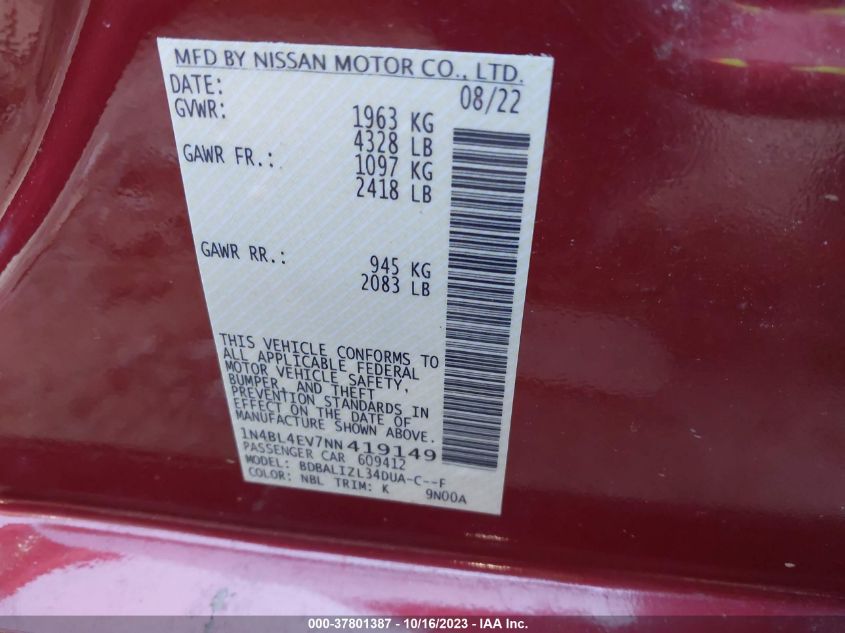 MFD BY NISSAN MOTOR CO., LTD.
DATE: 08/22
GVWR: 1963 KG
4328 LB
GAWR FR.: 1097 KG
2418 LB
GAWR RR.: 945 KG
2083 LB
THIS VEHICLE CONFORMS TO
ALL APPLICABLE FEDERAL
MOTOR VEHICLE SAFETY,
BUMPER, AND THEFT
PREVENTION STANDARDS IN
EFFECT ON THE DATE OF
MANUFACTURE SHOWN ABOVE.
1N4BL4EV7NN419149
PASSENGER CAR 609412
MODEL: BDBALIZL34DUA-C--F
COLOR: NBL TRIM: K 9N00A
000-37801387 - 10/16/2023 - IAA Inc.